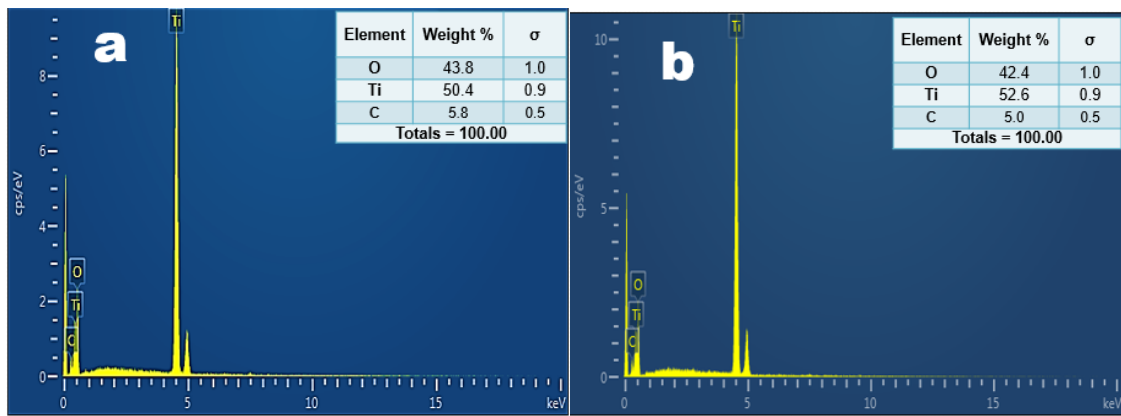 a
Ti
Element Weight % σ
O 43.8 1.0
Ti 50.4 0.9
C 5.8 0.5
Totals = 100.00
8
6
4
2
0
cps/eV
O
Ti
C
0 5 10 15 keV
b
Ti
Element Weight % σ
O 42.4 1.0
Ti 52.6 0.9
C 5.0 0.5
Totals = 100.00
10
5
0
cps/eV
O
Ti
C
0 5 10 15 keV